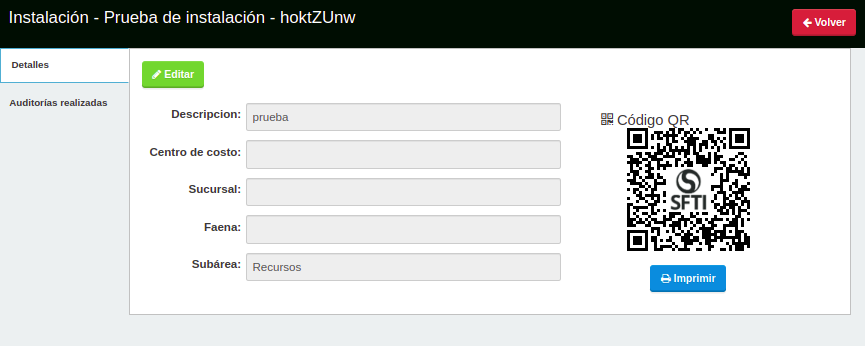 Instalación - Prueba de instalación - hoktZUnw
Volver
Detalles
Auditorías realizadas
Editar
Descripcion: prueba
Centro de costo:
Sucursal:
Faena:
Subárea: Recursos
Código QR
SFTI
Imprimir